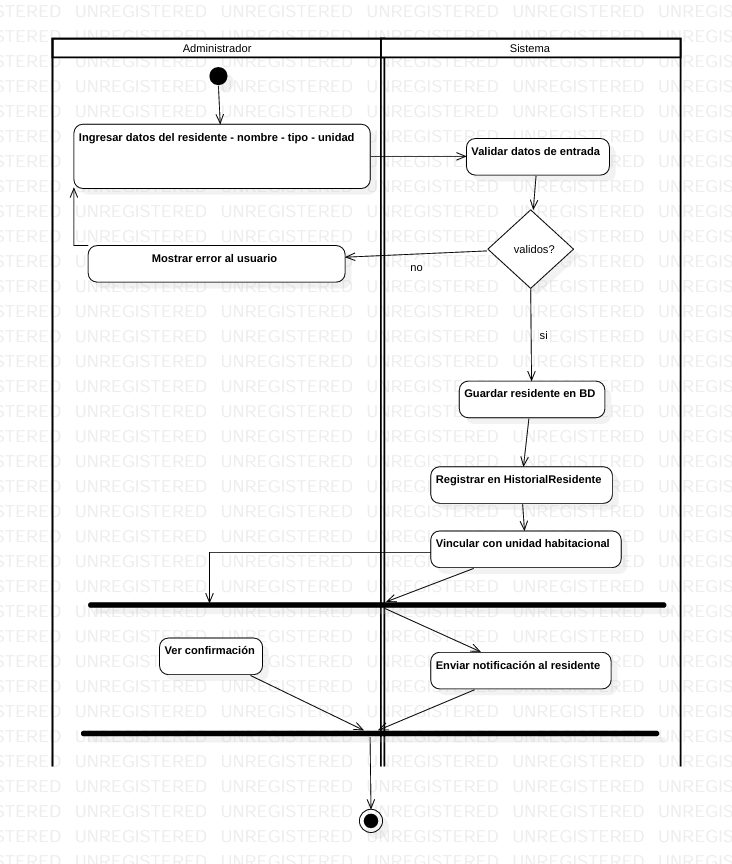 Administrador
Sistema
Ingresar datos del residente - nombre - tipo - unidad
Validar datos de entrada
validos?
Mostrar error al usuario
no
si
Guardar residente en BD
Registrar en HistorialResidente
Vincular con unidad habitacional
Ver confirmación
Enviar notificación al residente
UNREGISTERED